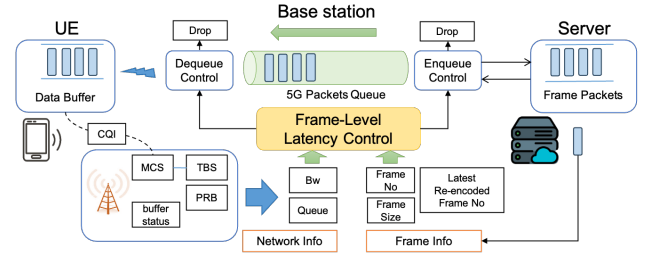 UE
Base station
Server
Drop
Drop
Dequeue
Control
Enqueue
Control
5G Packets Queue
Data Buffer
Frame Packets
Frame-Level
Latency Control
CQI
MCS
TBS
PRB
buffer
status
Bw
Queue
Network Info
Frame
No
Frame
Size
Latest
Re-encoded
Frame No
Frame Info